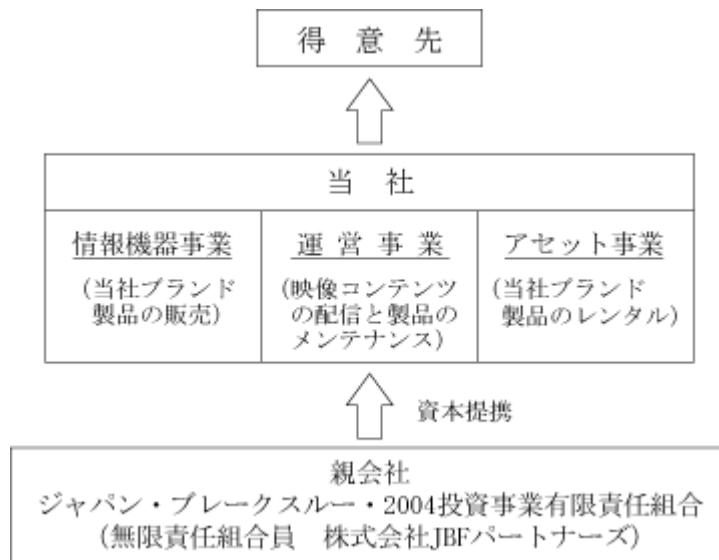 得意先
当社
情報機器事業
(当社ブランド
製品の販売)
運営事業
(映像コンテンツ
の配信と製品の
メンテナンス)
アセット事業
(当社ブランド
製品のレンタル)
資本提携
親会社
ジャパン・ブレークスルー・2004投資事業有限責任組合
(無限責任組合員 株式会社JBFパートナーズ)